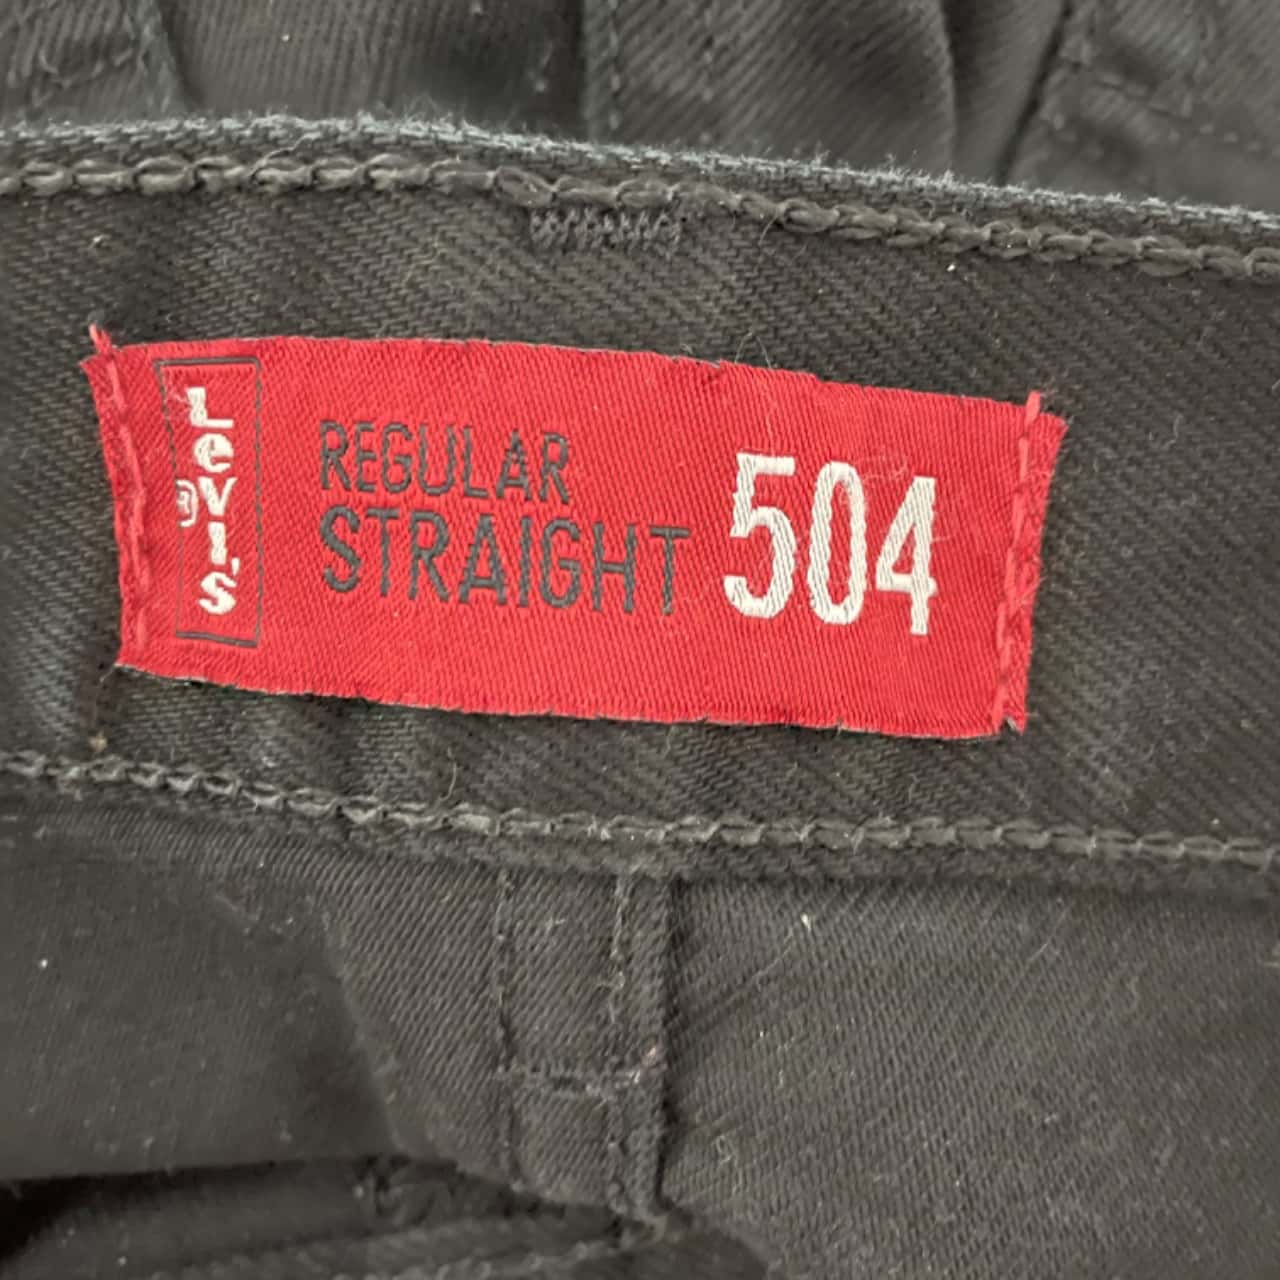 Levi's
®
REGULAR
STRAIGHT
504